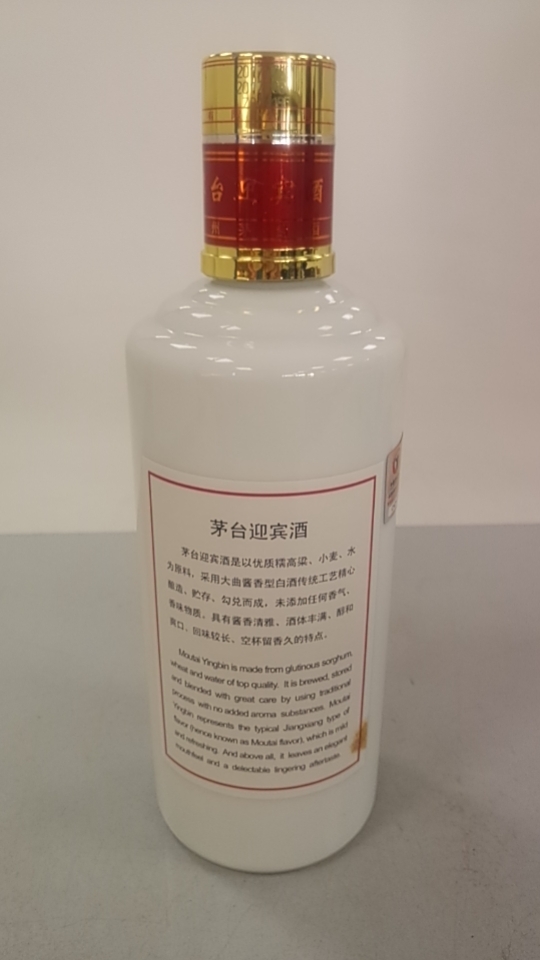 台迎宾酒
州
茅台迎宾酒
茅台迎宾酒是以优质糯高粱、小麦、水
为原料，采用大曲酱香型白酒传统工艺精心
酿造、贮存、勾兑而成，未添加任何香气、
香味物质，具有酱香清雅、酒体丰满、醇和
爽口，回味较长、空杯留香久的特点。
Moutai Yingbin is made from glutinous sorghum,
wheat and water of top quality. It is brewed, stored
and blended with great care by using traditional
process with no added aroma substances. Moutai
Yingbin represents the typical Jiangxiang type of
flavor (hence known as Moutai flavor), which is mild
and refreshing. And above all, it leaves an elegant
mouthfeel and a delectable lingering aftertaste.